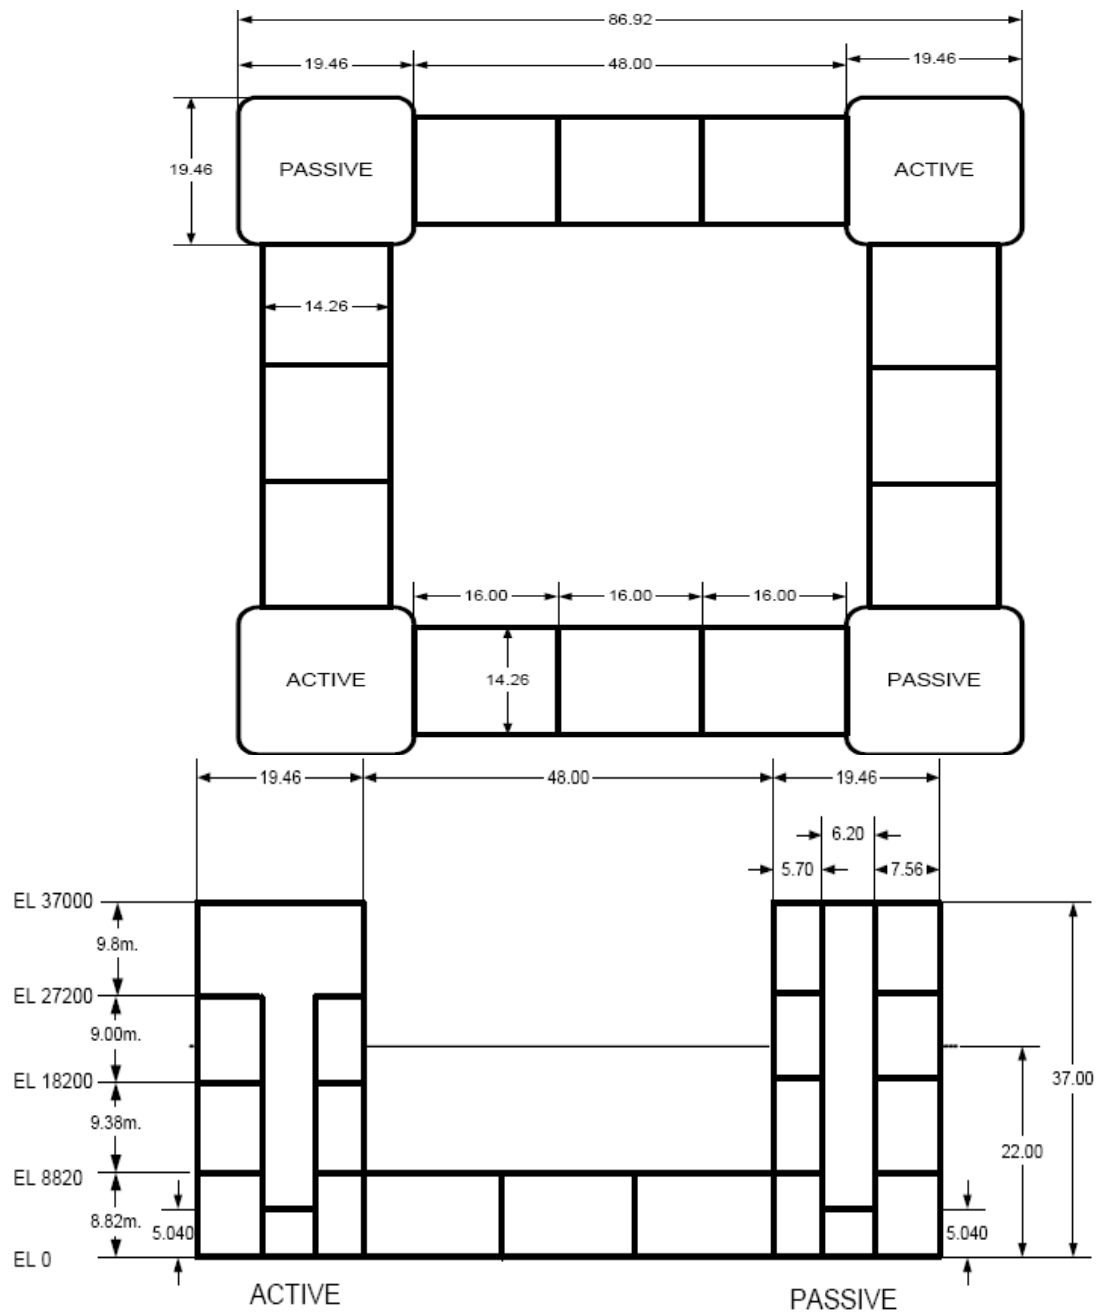 86.92
19.46 48.00 19.46
19.46
PASSIVE ACTIVE
14.26
16.00 16.00 16.00
14.26
ACTIVE PASSIVE
19.46 48.00 19.46
6.20
5.70 7.56
EL 37000
9.8m.
EL 27200
9.00m.
EL 18200
37.00
9.38m.
22.00
EL 8820
8.82m.
5.040 5.040
EL 0
ACTIVE PASSIVE